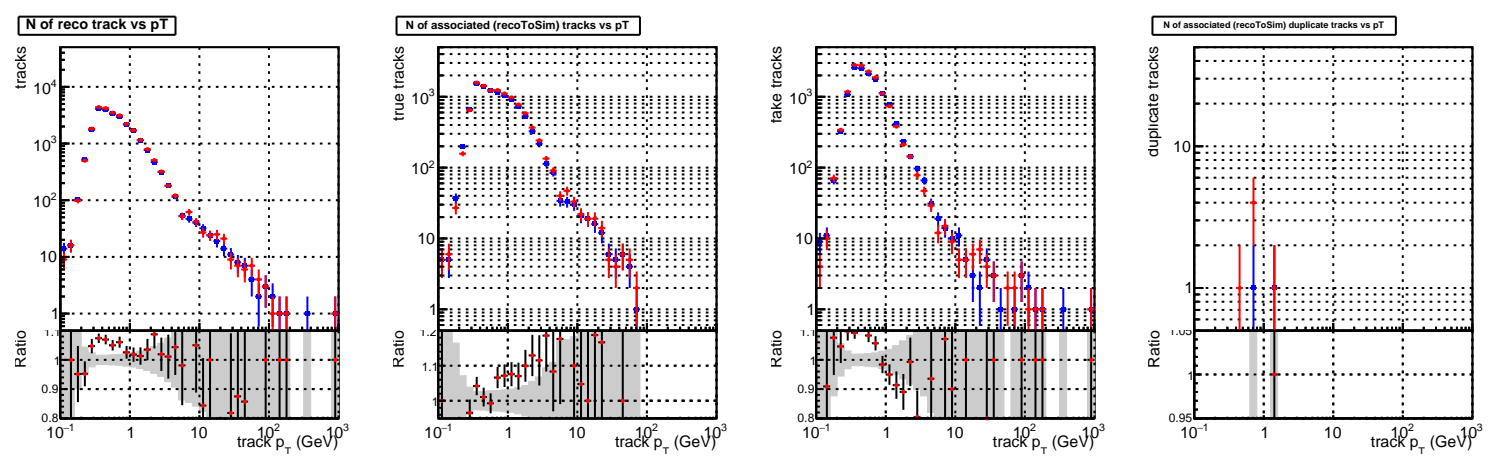 N of reco track vs pT
tracks
10^4
10^3
10^2
10
1
Ratio
1.1
1
0.9
0.8
10^-1 1 10 10^2 10^3
track p_T (GeV)
N of associated (recoToSim) tracks vs pT
true tracks
10^3
10^2
10
1
Ratio
1.2
1.1
1
10^-1 1 10 10^2 10^3
track p_T (GeV)
fake tracks
10^3
10^2
10
1
Ratio
1.1
1
0.9
0.8
10^-1 1 10 10^2 10^3
track p_T (GeV)
N of associated (recoToSim) duplicate tracks vs pT
duplicate tracks
10
1
Ratio
1.05
1
0.95
10^-1 1 10 10^2 10^3
track p_T (GeV)